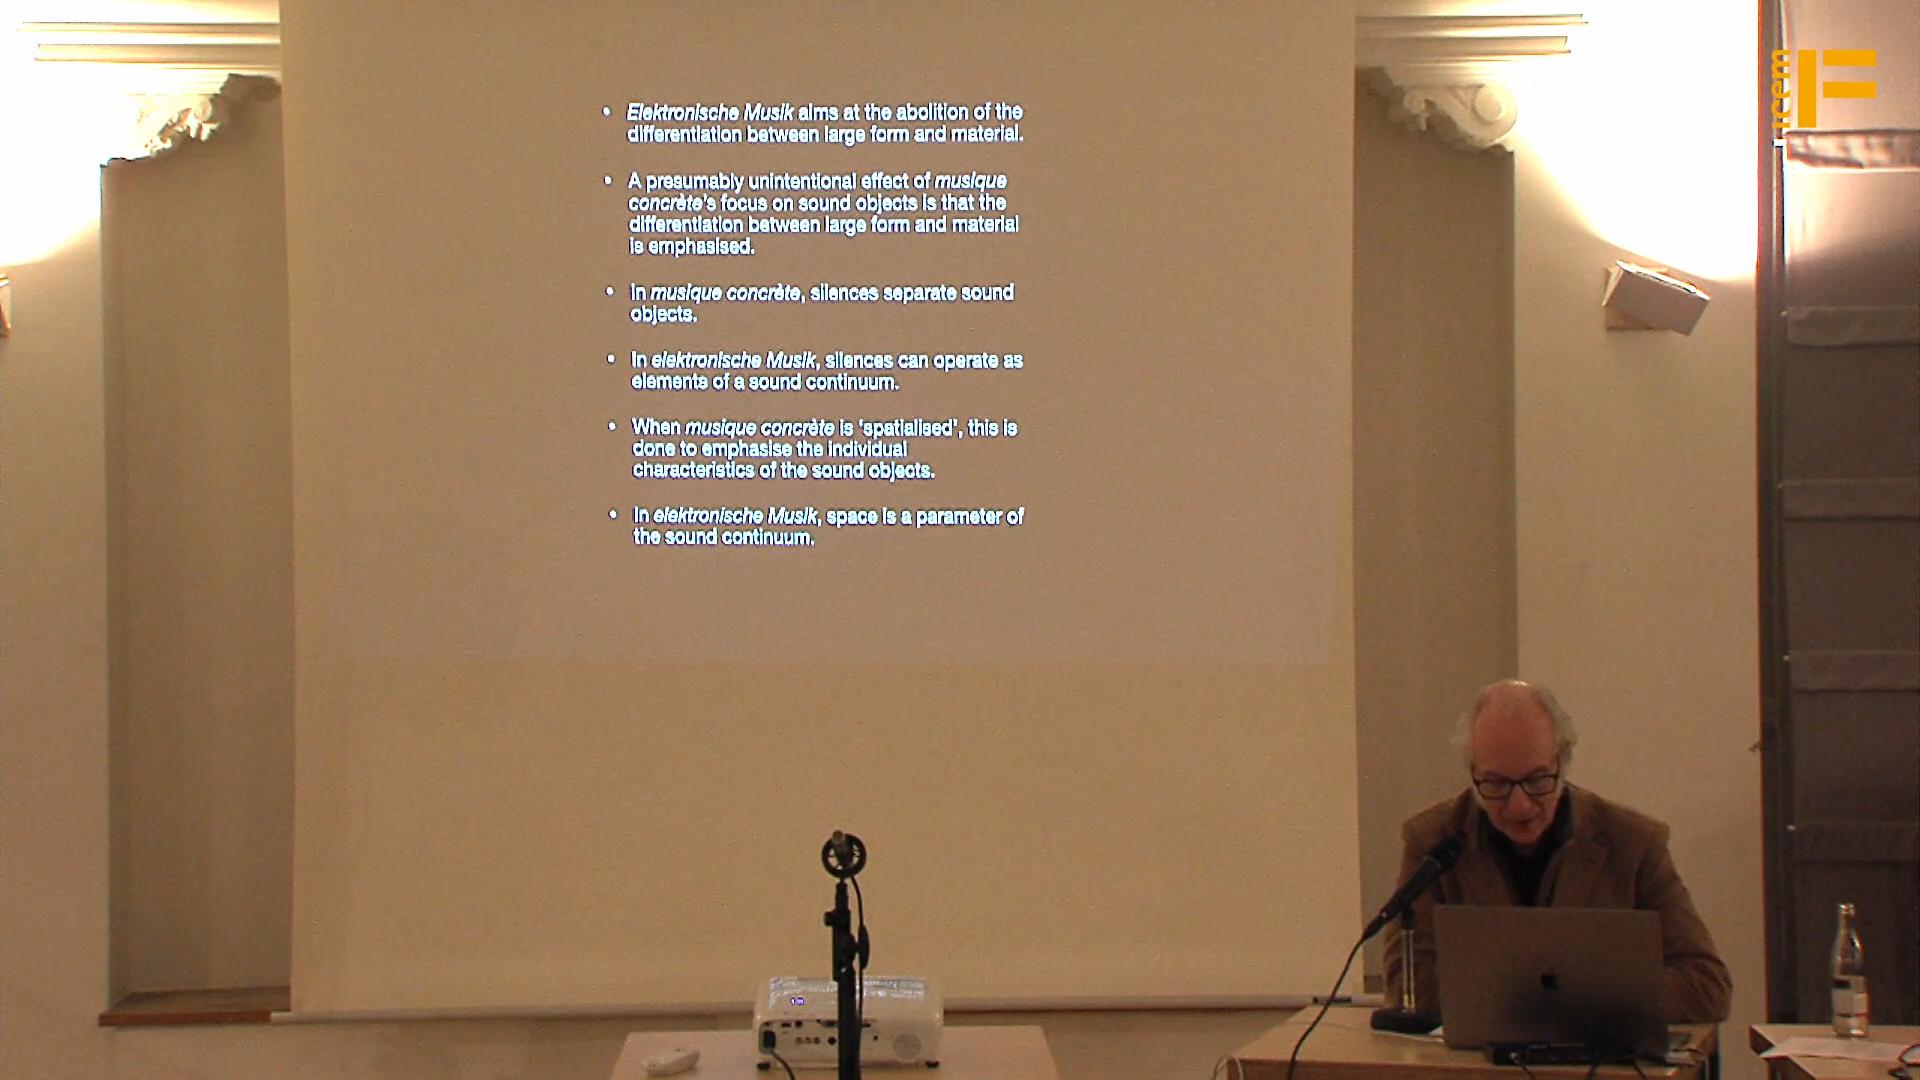 • Elektronische Musik aims at the abolition of the
differentiation between large form and material.
• A presumably unintentional effect of musique
concrète's focus on sound objects is that the
differentiation between large form and material
is emphasised.
• In musique concrète, silences separate sound
objects.
• In elektronische Musik, silences can operate as
elements of a sound continuum.
• When musique concrète is 'spatialised', this is
done to emphasise the individual
characteristics of the sound objects.
• In elektronische Musik, space is a parameter of
the sound continuum.
icem